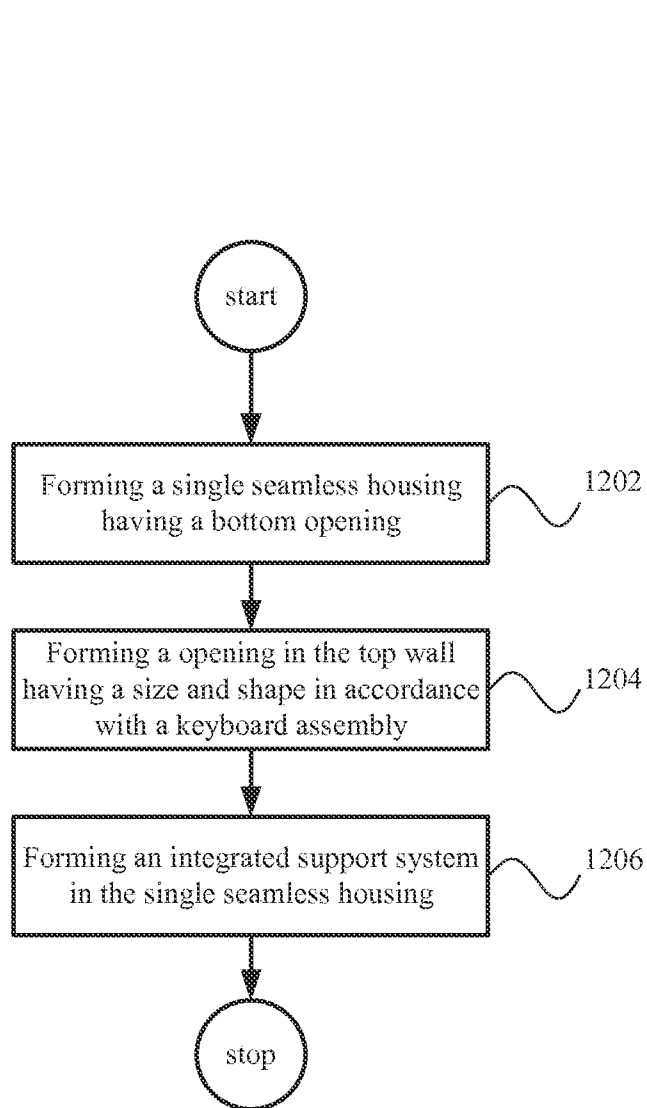 start
Forming a single seamless housing
having a bottom opening
1202
Forming a opening in the top wall
having a size and shape in accordance
with a keyboard assembly
1204
Forming an integrated support system
in the single seamless housing
1206
stop